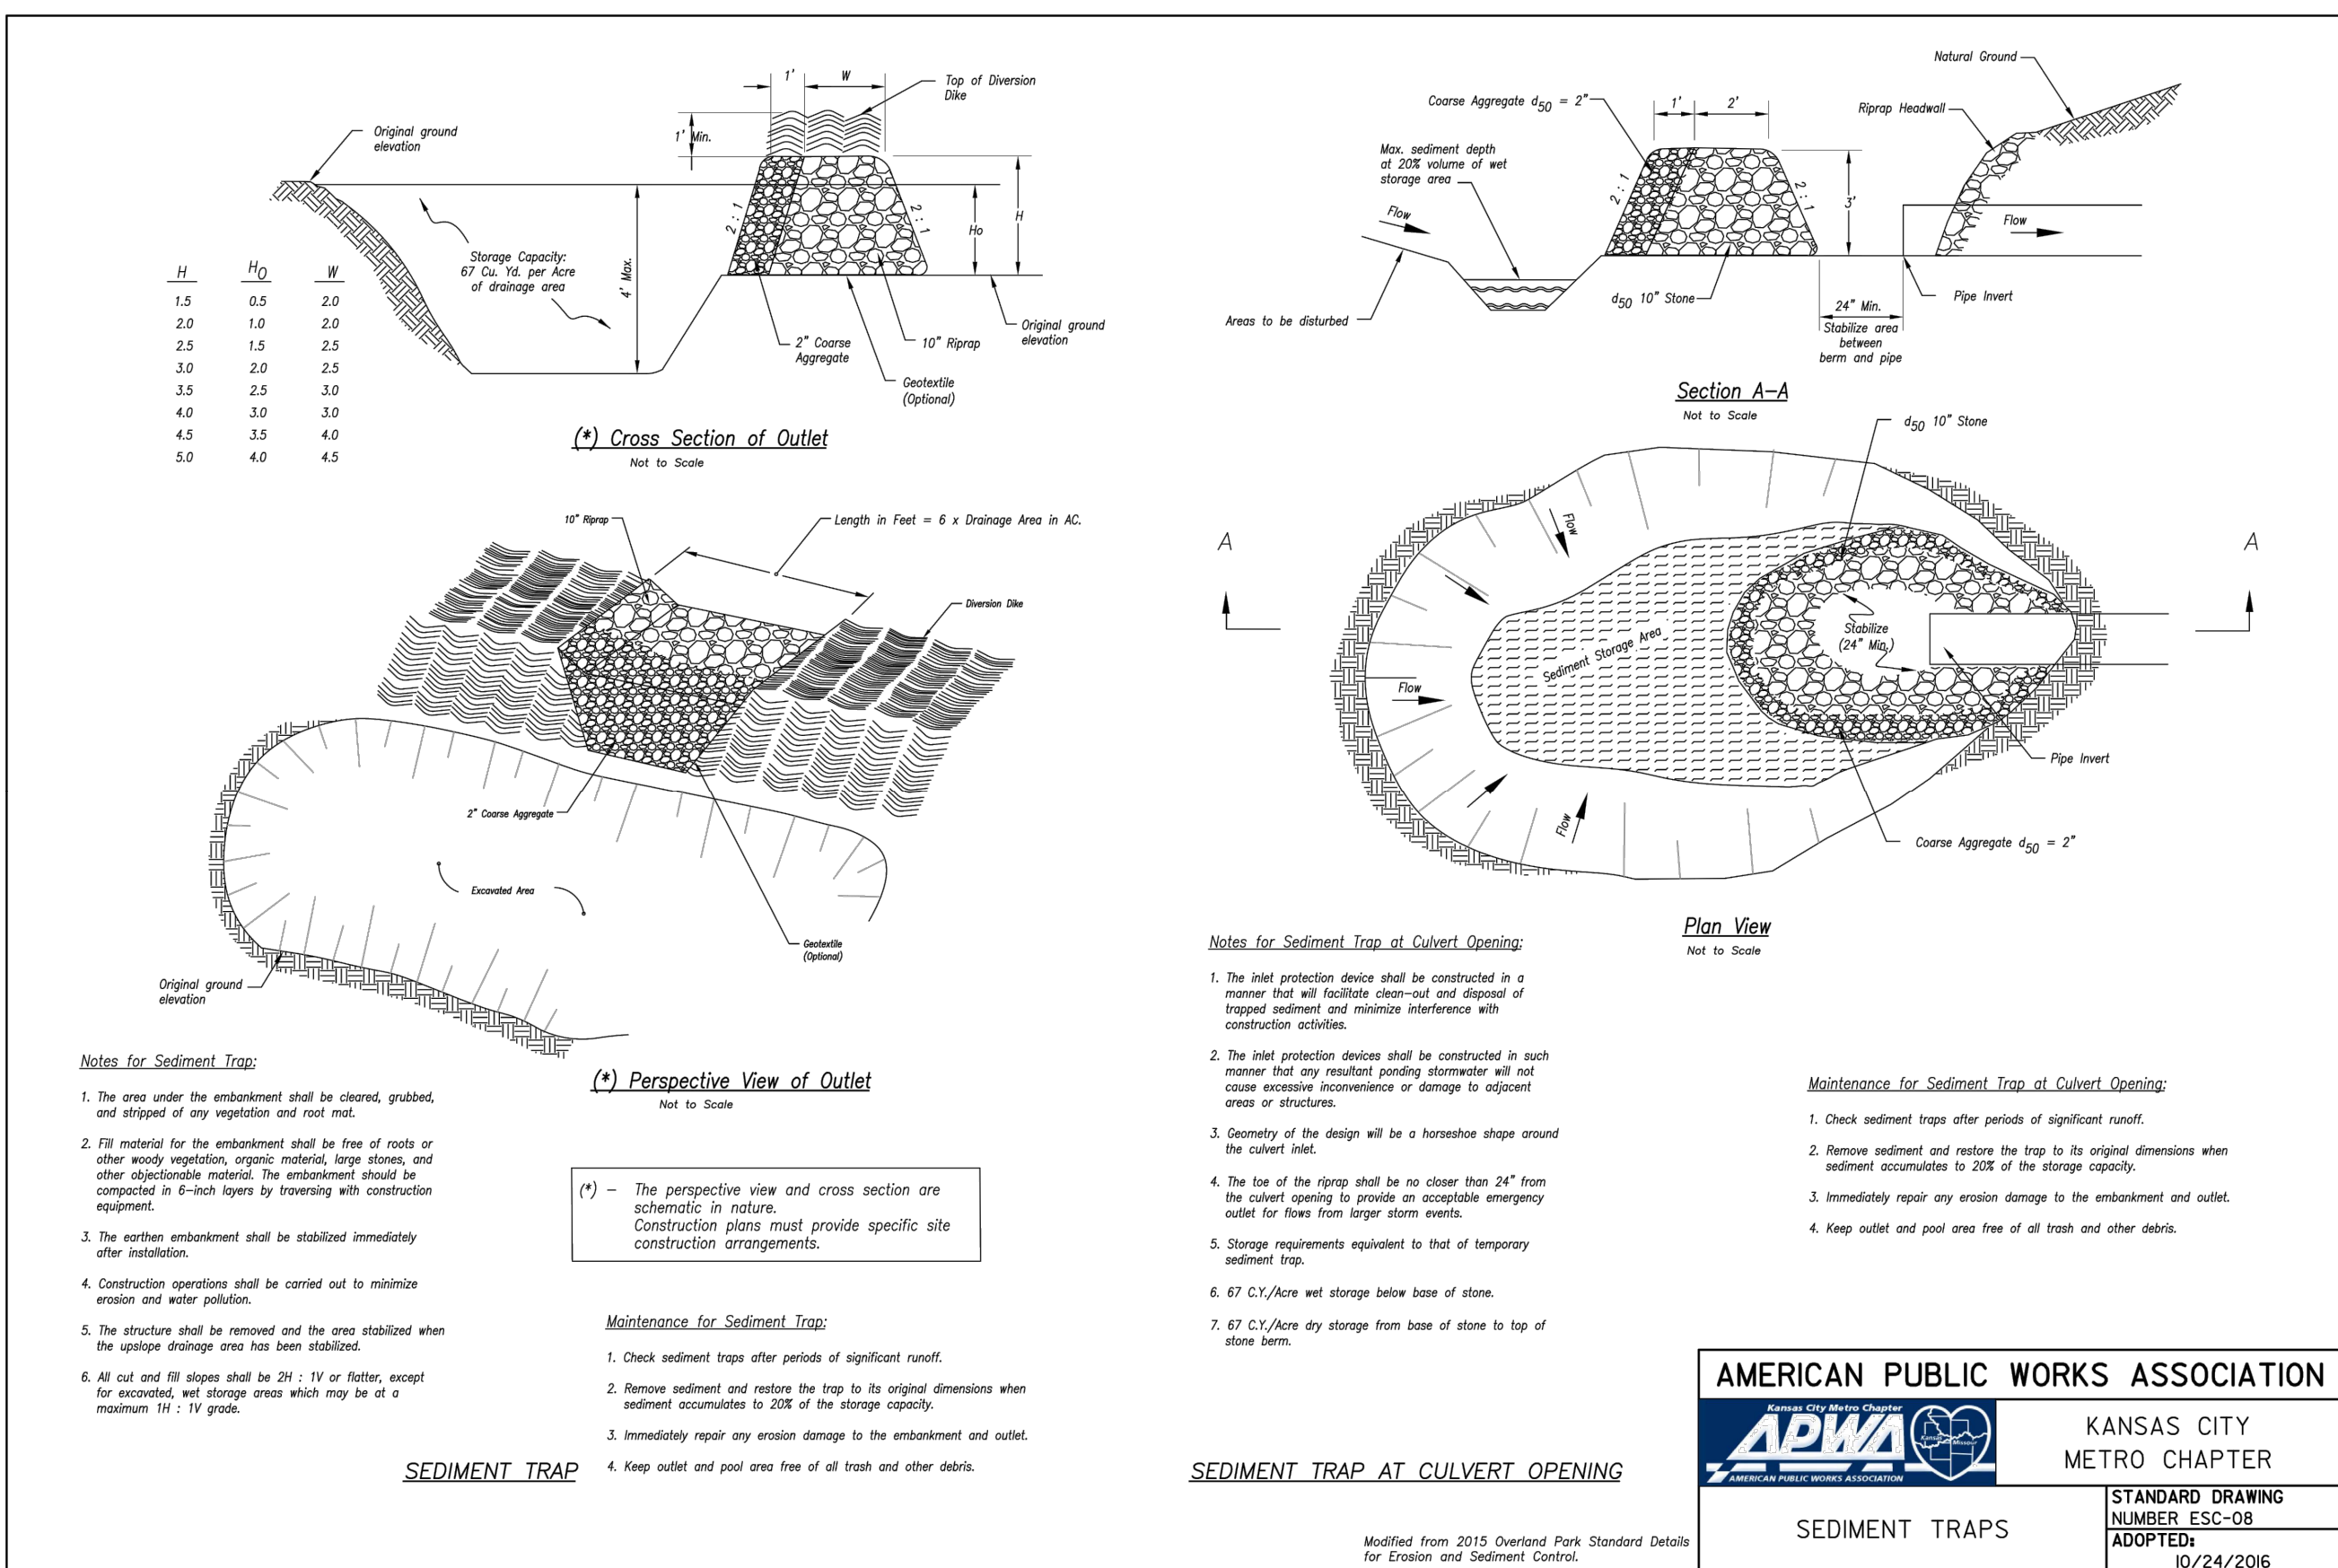 1'
W
Top of Diversion
Dike
1' Min.
Original ground
elevation
Storage Capacity:
67 Cu. Yd. per Acre
of drainage area
4' Max.
2 : 1
2 : 1
Ho
H
2" Coarse
Aggregate
10" Riprap
Geotextile
(Optional)
Original ground
elevation
H H₀ W
1.5 0.5 2.0
2.0 1.0 2.0
2.5 1.5 2.5
3.0 2.0 2.5
3.5 2.5 3.0
4.0 3.0 3.0
4.5 3.5 4.0
5.0 4.0 4.5
(*) Cross Section of Outlet
Not to Scale
10" Riprap
Length in Feet = 6 x Drainage Area in AC.
Diversion Dike
2" Coarse Aggregate
Excavated Area
Geotextile
(Optional)
Original ground
elevation
(*) Perspective View of Outlet
Not to Scale
Notes for Sediment Trap:
1. The area under the embankment shall be cleared, grubbed,
and stripped of any vegetation and root mat.
2. Fill material for the embankment shall be free of roots or
other woody vegetation, organic material, large stones, and
other objectionable material. The embankment should be
compacted in 6-inch layers by traversing with construction
equipment.
3. The earthen embankment shall be stabilized immediately
after installation.
4. Construction operations shall be carried out to minimize
erosion and water pollution.
5. The structure shall be removed and the area stabilized when
the upslope drainage area has been stabilized.
6. All cut and fill slopes shall be 2H : 1V or flatter, except
for excavated, wet storage areas which may be at a
maximum 1H : 1V grade.
(*) - The perspective view and cross section are
schematic in nature.
Construction plans must provide specific site
construction arrangements.
Maintenance for Sediment Trap:
1. Check sediment traps after periods of significant runoff.
2. Remove sediment and restore the trap to its original dimensions when
sediment accumulates to 20% of the storage capacity.
3. Immediately repair any erosion damage to the embankment and outlet.
4. Keep outlet and pool area free of all trash and other debris.
SEDIMENT TRAP
Natural Ground
Coarse Aggregate d₅₀ = 2"
1'
2'
Riprap Headwall
Max. sediment depth
at 20% volume of wet
storage area
2 : 1
2 : 1
3'
Flow
Flow
Areas to be disturbed
d₅₀ 10" Stone
24" Min.
Stabilize area
between
berm and pipe
Pipe Invert
Section A-A
Not to Scale
d₅₀ 10" Stone
A
A
Flow
Sediment Storage Area
Stabilize
(24" Min.)
Flow
Flow
Pipe Invert
Coarse Aggregate d₅₀ = 2"
Plan View
Not to Scale
Notes for Sediment Trap at Culvert Opening:
1. The inlet protection device shall be constructed in a
manner that will facilitate clean-out and disposal of
trapped sediment and minimize interference with
construction activities.
2. The inlet protection devices shall be constructed in such
manner that any resultant ponding stormwater will not
cause excessive inconvenience or damage to adjacent
areas or structures.
3. Geometry of the design will be a horseshoe shape around
the culvert inlet.
4. The toe of the riprap shall be no closer than 24" from
the culvert opening to provide an acceptable emergency
outlet for flows from larger storm events.
5. Storage requirements equivalent to that of temporary
sediment trap.
6. 67 C.Y./Acre wet storage below base of stone.
7. 67 C.Y./Acre dry storage from base of stone to top of
stone berm.
Maintenance for Sediment Trap at Culvert Opening:
1. Check sediment traps after periods of significant runoff.
2. Remove sediment and restore the trap to its original dimensions when
sediment accumulates to 20% of the storage capacity.
3. Immediately repair any erosion damage to the embankment and outlet.
4. Keep outlet and pool area free of all trash and other debris.
SEDIMENT TRAP AT CULVERT OPENING
Modified from 2015 Overland Park Standard Details
for Erosion and Sediment Control.
AMERICAN PUBLIC WORKS ASSOCIATION
Kansas City Metro Chapter
APWA
Kansas
Missouri
AMERICAN PUBLIC WORKS ASSOCIATION
KANSAS CITY
METRO CHAPTER
SEDIMENT TRAPS
STANDARD DRAWING
NUMBER ESC-08
ADOPTED:
10/24/2016